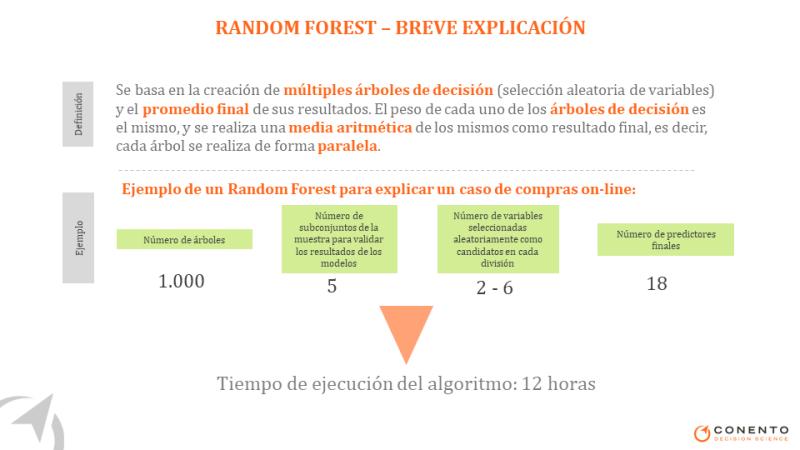 RANDOM FOREST – BREVE EXPLICACIÓN
Definición
Se basa en la creación de múltiples árboles de decisión (selección aleatoria de variables)
y el promedio final de sus resultados. El peso de cada uno de los árboles de decisión es
el mismo, y se realiza una media aritmética de los mismos como resultado final, es decir,
cada árbol se realiza de forma paralela.
Ejemplo de un Random Forest para explicar un caso de compras on-line:
Ejemplo
Número de árboles
1.000
Número de
subconjuntos de la
muestra para validar
los resultados de los
modelos
5
Número de variables
seleccionadas
aleatoriamente como
candidatos en cada
división
2 - 6
Número de predictores
finales
18
Tiempo de ejecución del algoritmo: 12 horas
CONENTO
DECISION SCIENCE